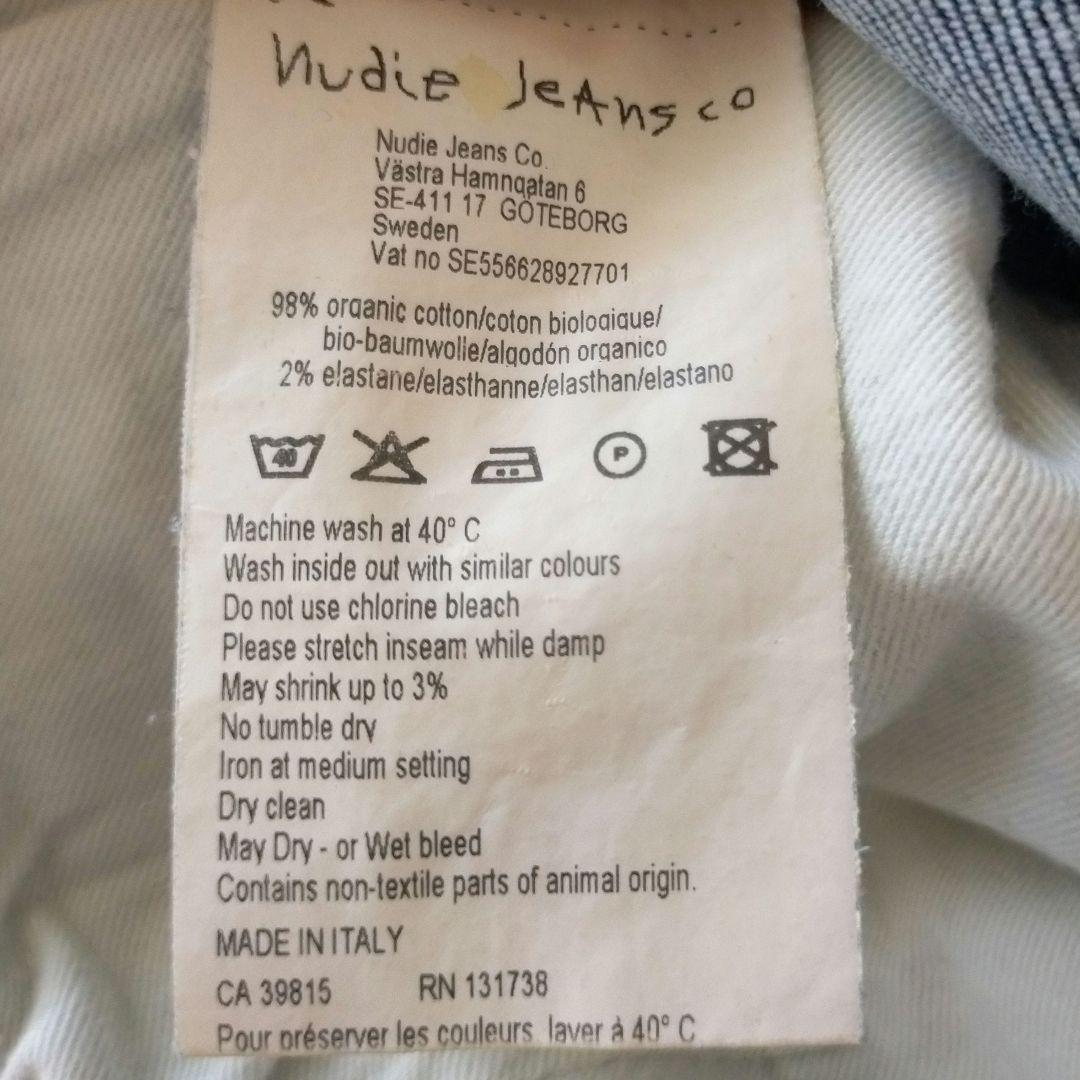 Nudie Jeans co
Nudie Jeans Co.
Västra Hamngatan 6
SE-411 17 GÖTEBORG
Sweden
Vat no SE556628927701
98% organic cotton/coton biologique/
bio-baumwolle/algodón organico
2% elastane/elasthanne/elasthan/elastano
40
P
Machine wash at 40° C
Wash inside out with similar colours
Do not use chlorine bleach
Please stretch inseam while damp
May shrink up to 3%
No tumble dry
Iron at medium setting
Dry clean
May Dry - or Wet bleed
Contains non-textile parts of animal origin.
MADE IN ITALY
CA 39815 RN 131738
Pour préserver les couleurs, laver à 40° C